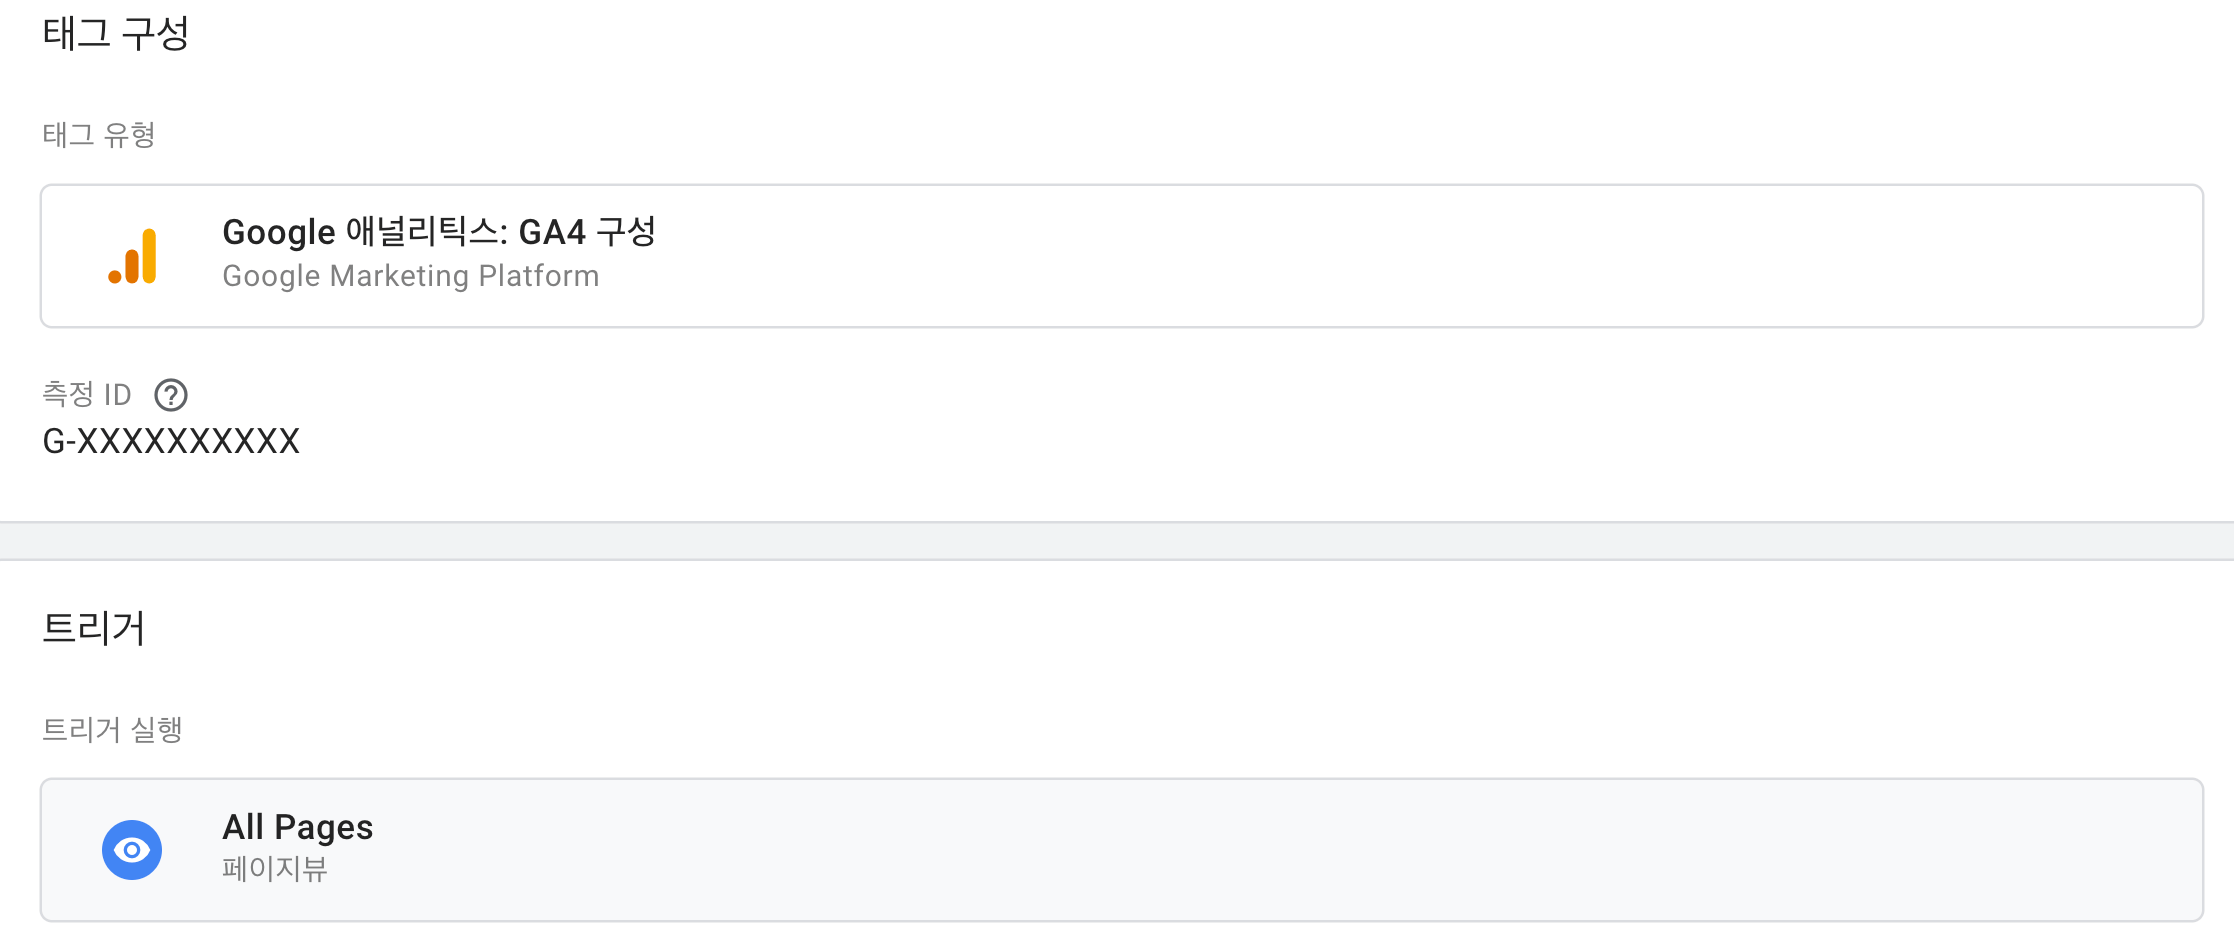 태그 구성
태그 유형
Google 애널리틱스: GA4 구성
Google Marketing Platform
측정 ID
G-XXXXXXXXXX
트리거
트리거 실행
All Pages
페이지뷰